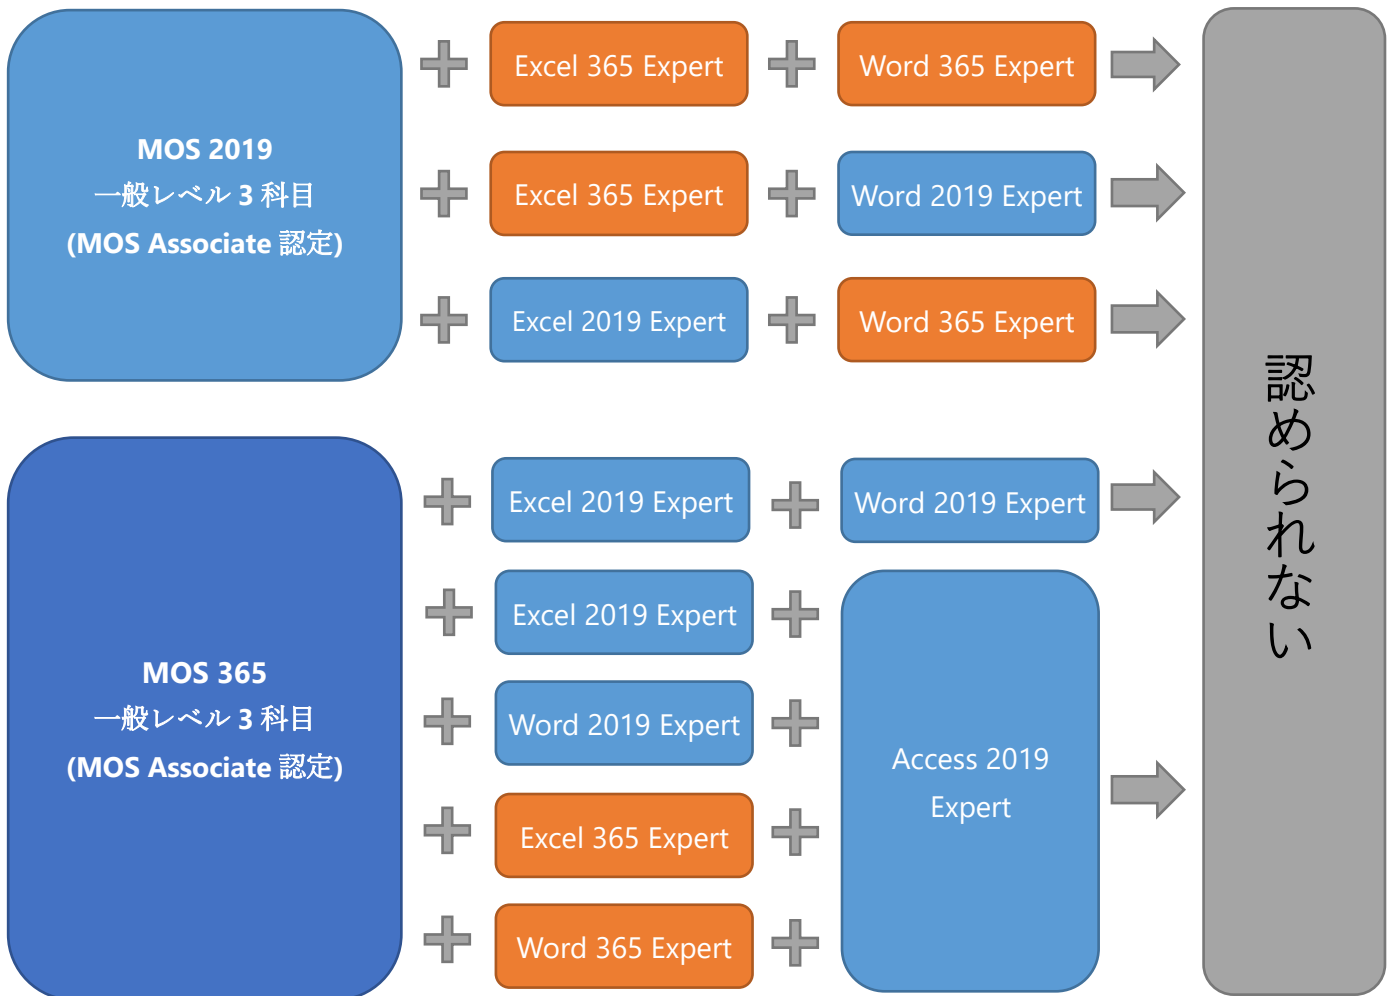 MOS 2019
一般レベル 3 科目
(MOS Associate 認定)
Excel 365 Expert
Word 365 Expert
Excel 365 Expert
Word 2019 Expert
Excel 2019 Expert
Word 365 Expert
MOS 365
一般レベル 3 科目
(MOS Associate 認定)
Excel 2019 Expert
Word 2019 Expert
Excel 2019 Expert
Word 2019 Expert
Excel 365 Expert
Word 365 Expert
Access 2019
Expert
認められない